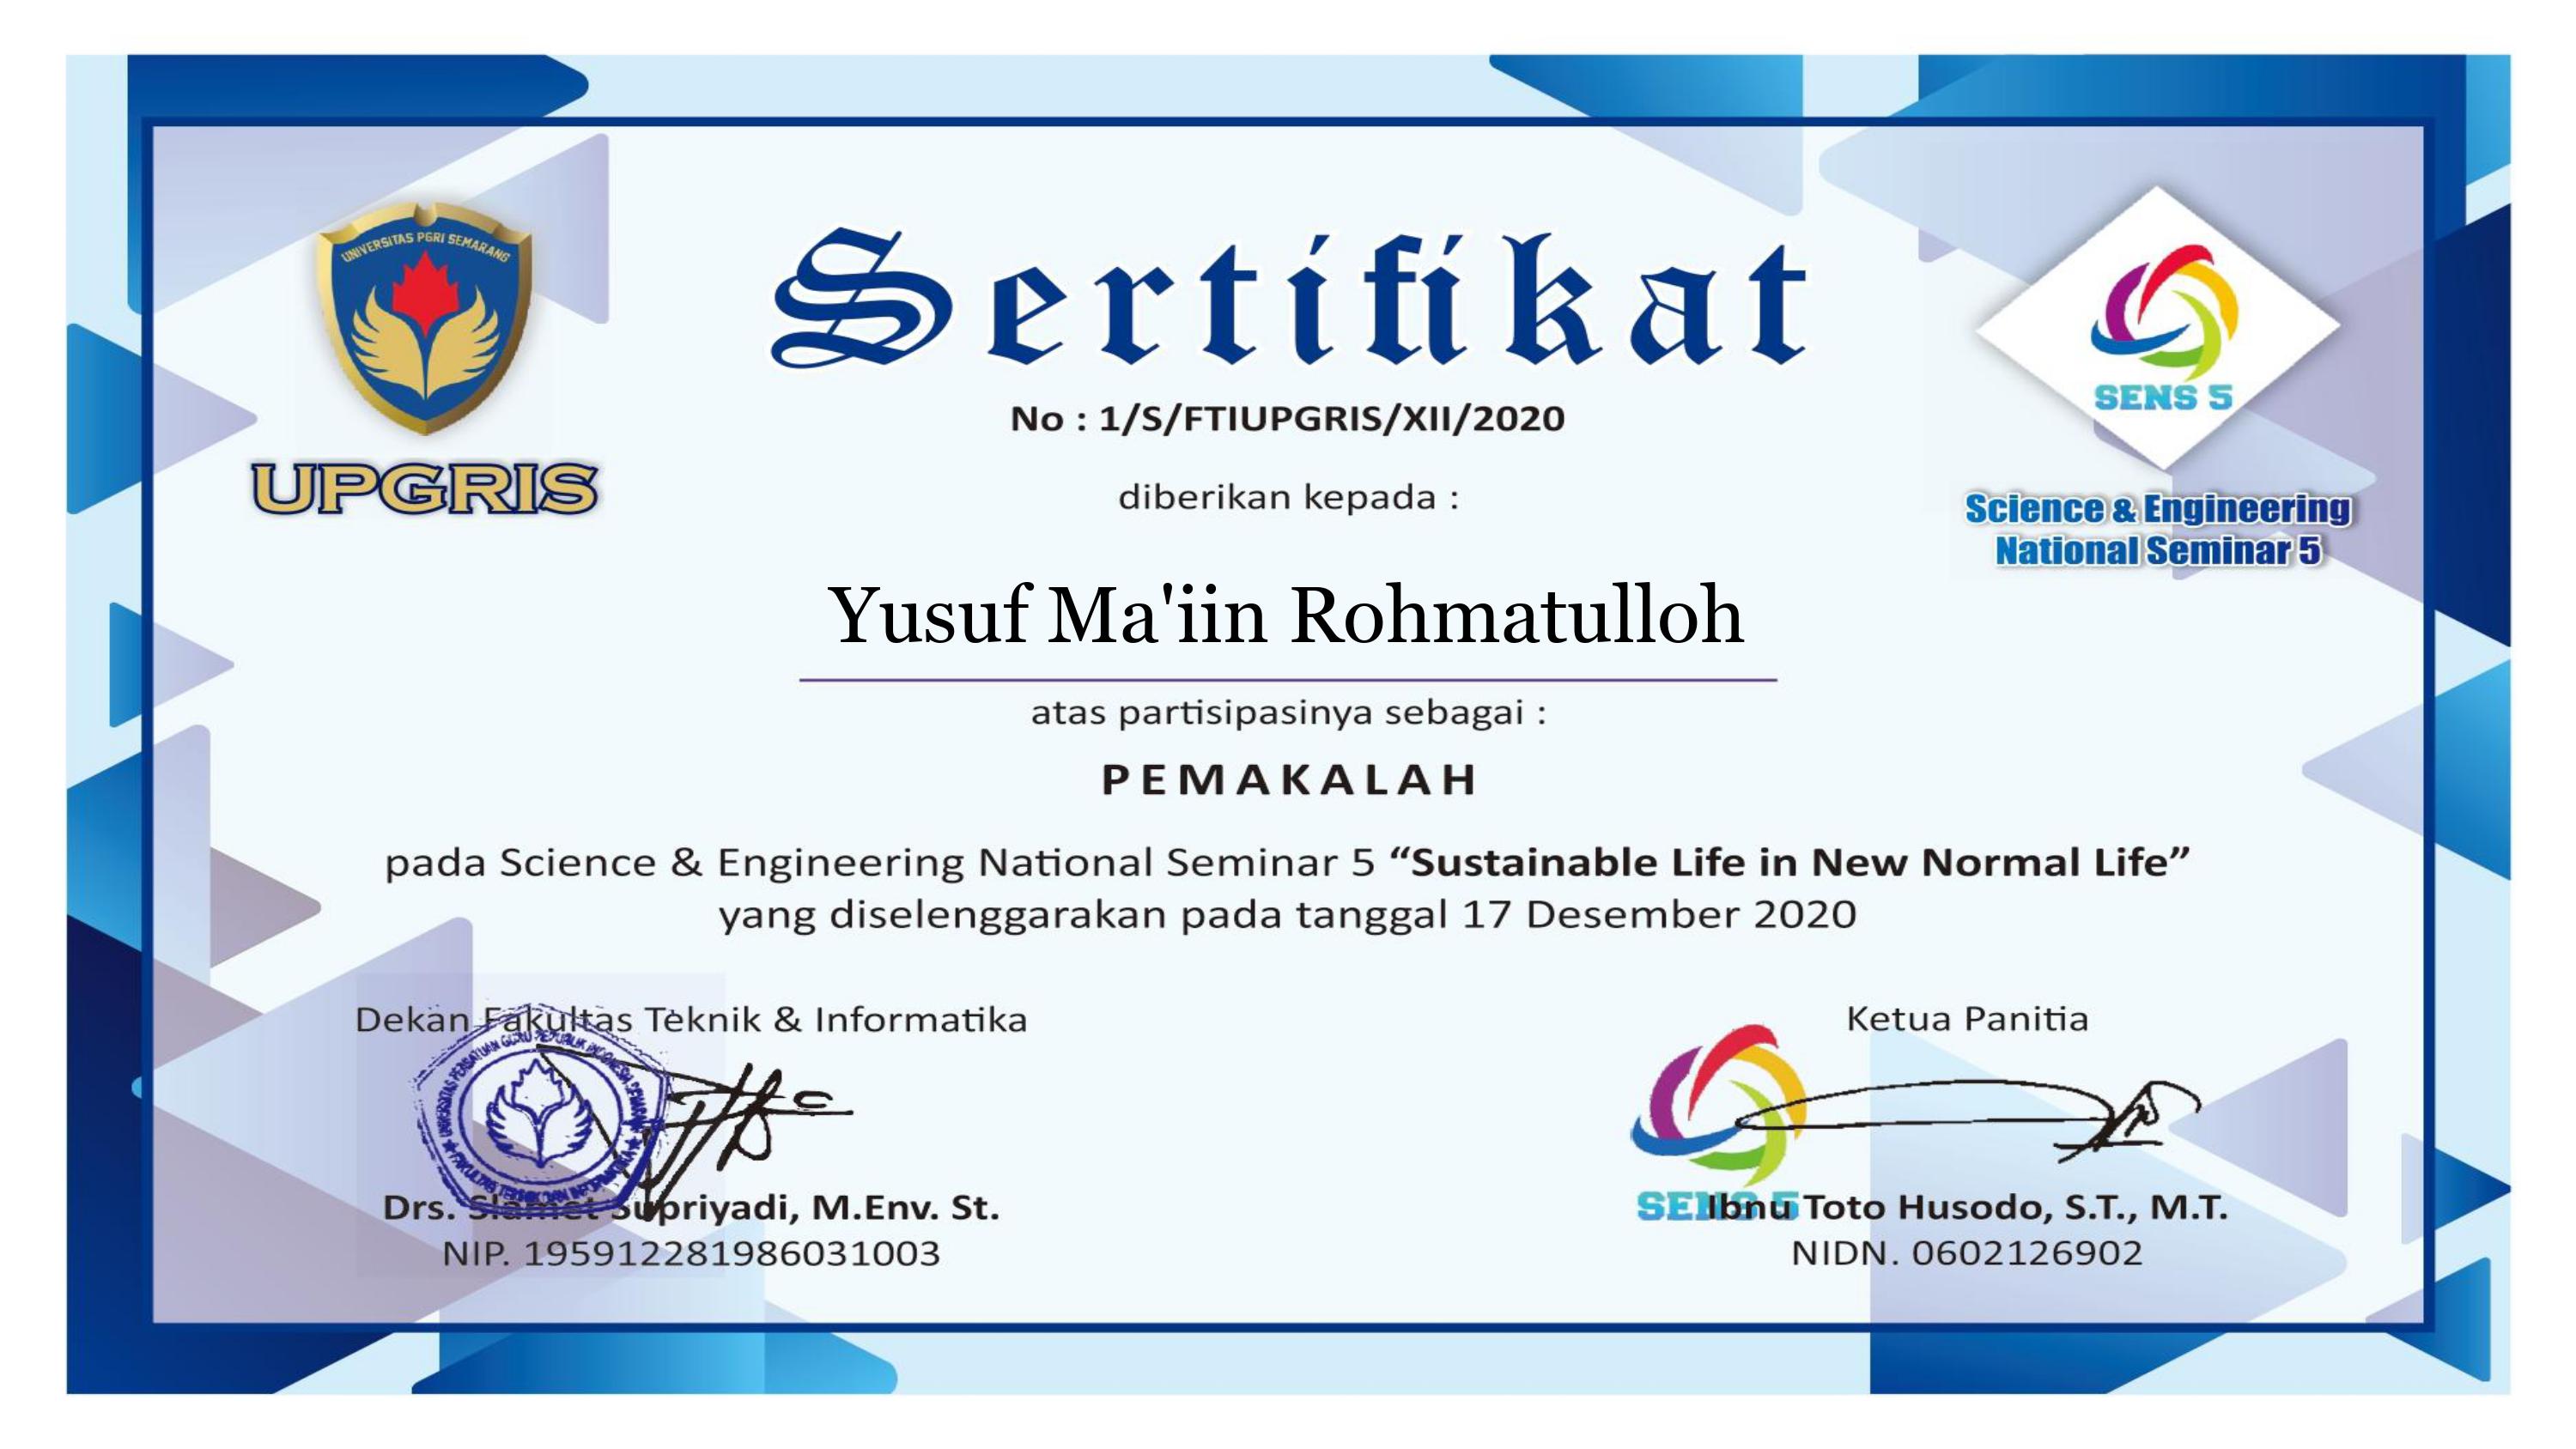 UNIVERSITAS PGRI SEMARANG
UPGRIS
Sertifikat
No : 1/S/FTIUPGRIS/XII/2020
diberikan kepada :
SENS 5
Science & Engineering
National Seminar 5
Yusuf Ma'iin Rohmatulloh
atas partisipasinya sebagai :
PEMAKALAH
pada Science & Engineering National Seminar 5 “Sustainable Life in New Normal Life”
yang diselenggarakan pada tanggal 17 Desember 2020
Dekan Fakultas Teknik & Informatika
Drs. Slamet Supriyadi, M.Env. St.
NIP. 195912281986031003
Ketua Panitia
SENS 5
Ibnu Toto Husodo, S.T., M.T.
NIDN. 0602126902